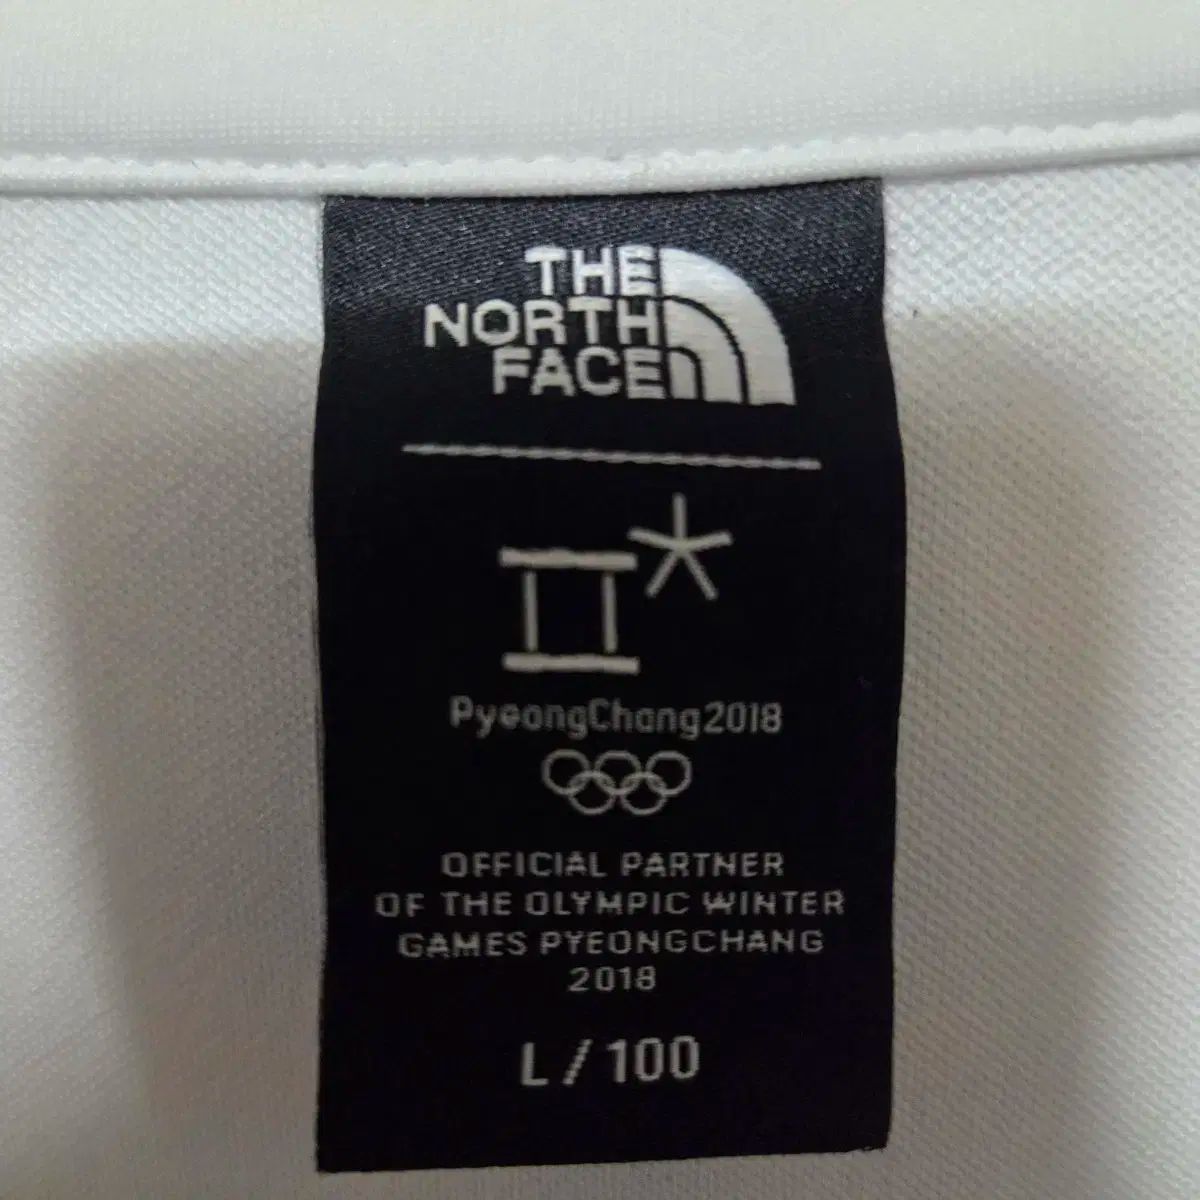 THE
NORTH
FACE
PyeongChang2018
OFFICIAL PARTNER
OF THE OLYMPIC WINTER
GAMES PYEONGCHANG
2018
L / 100